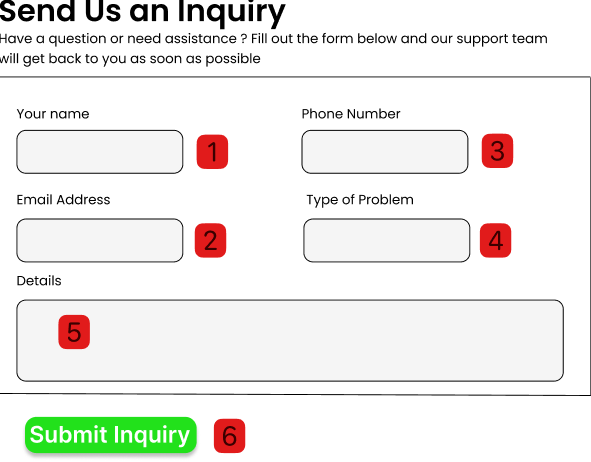 Send Us an Inquiry
Have a question or need assistance ? Fill out the form below and our support team
will get back to you as soon as possible
Your name
Phone Number
1
3
Email Address
Type of Problem
2
4
Details
5
Submit Inquiry
6